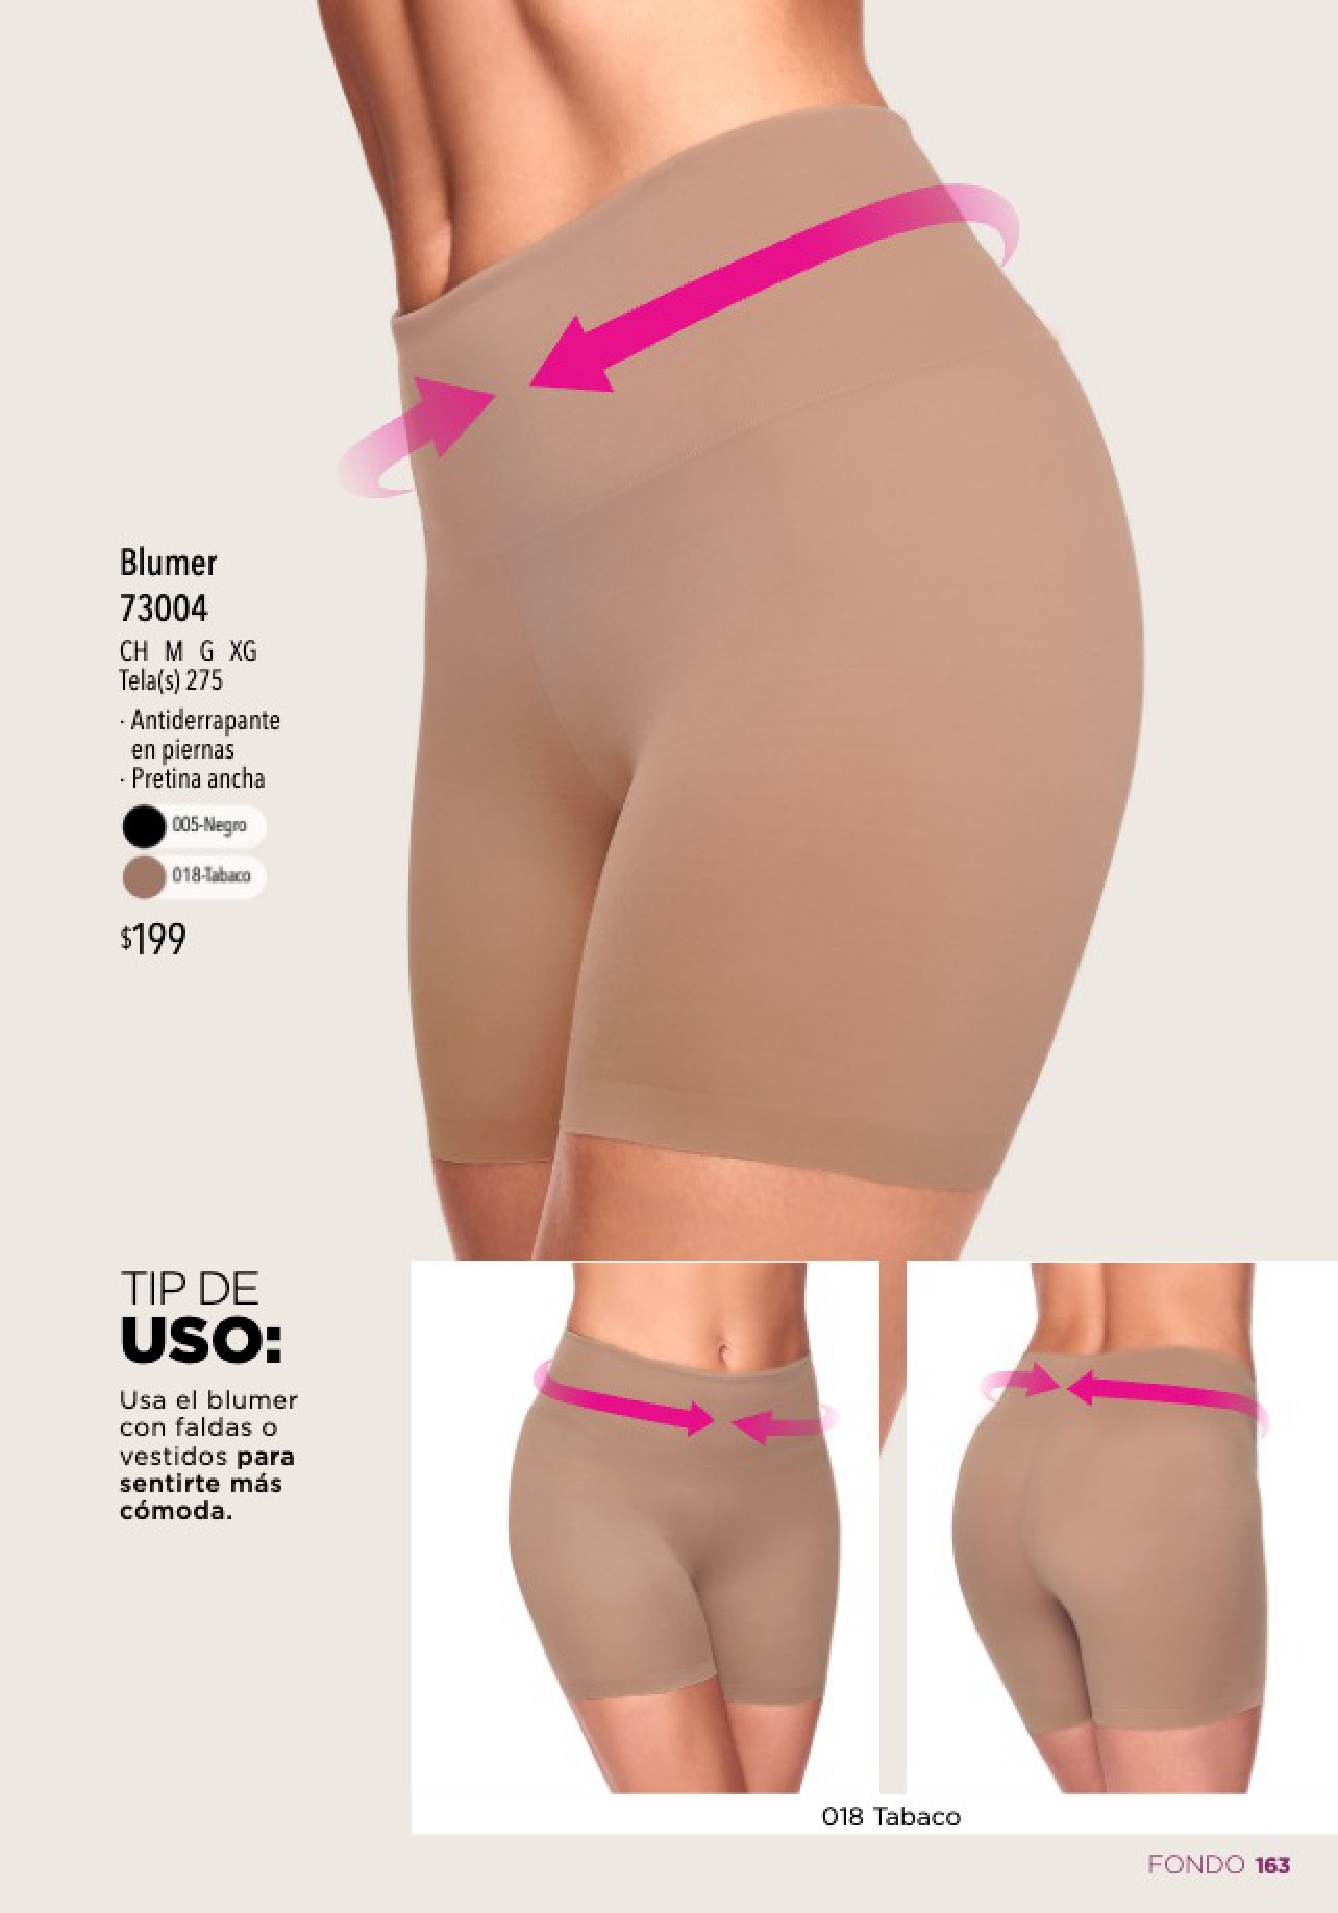 Blumer
73004
CH M G XG
Tela(s) 275
· Antiderrapante
en piernas
· Pretina ancha
005-Negro
018-Tabaco
$199
TIP DE
USO:
Usa el blumer
con faldas o
vestidos para
sentirte más
cómoda.
018 Tabaco
FONDO 163